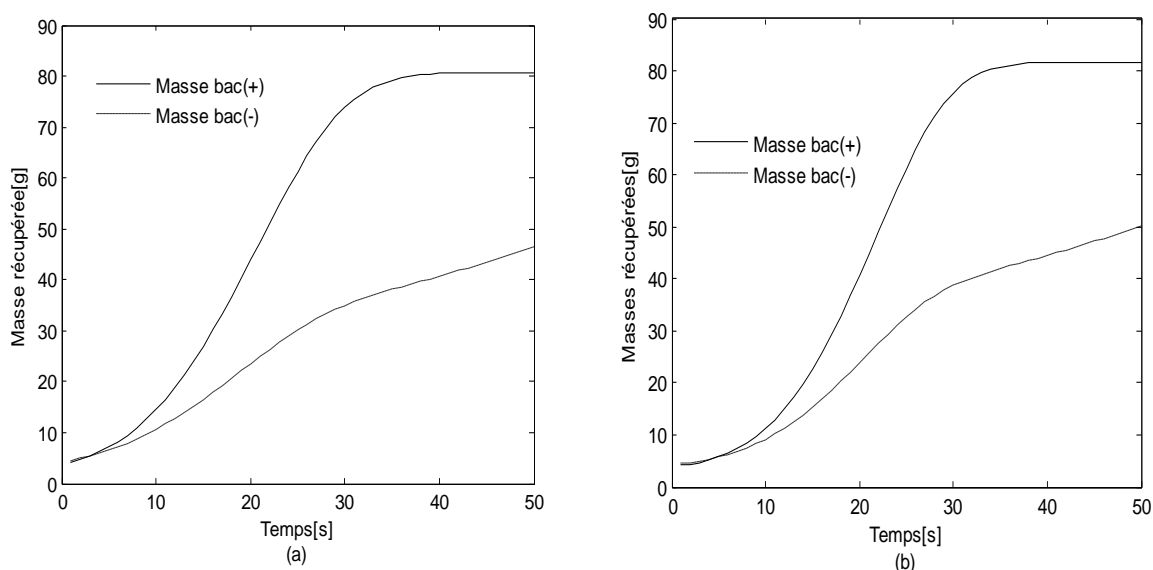 90
80
70
60
50
40
30
20
10
0
Masse récupérée[g]
Masse bac(+)
Masse bac(-)
0 10 20 30 40 50
Temps[s]
(a)
90
80
70
60
50
40
30
20
10
0
Masses récupérées[g]
Masse bac(+)
Masse bac(-)
0 10 20 30 40 50
Temps[s]
(b)